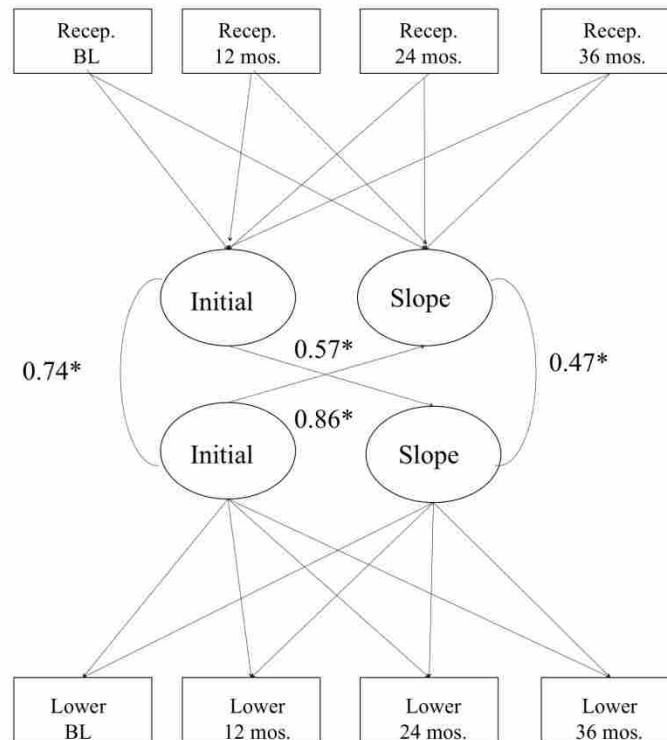 Recep.
BL
Recep.
12 mos.
Recep.
24 mos.
Recep.
36 mos.
Initial
Slope
0.74*
0.57*
0.47*
0.86*
Initial
Slope
Lower
BL
Lower
12 mos.
Lower
24 mos.
Lower
36 mos.